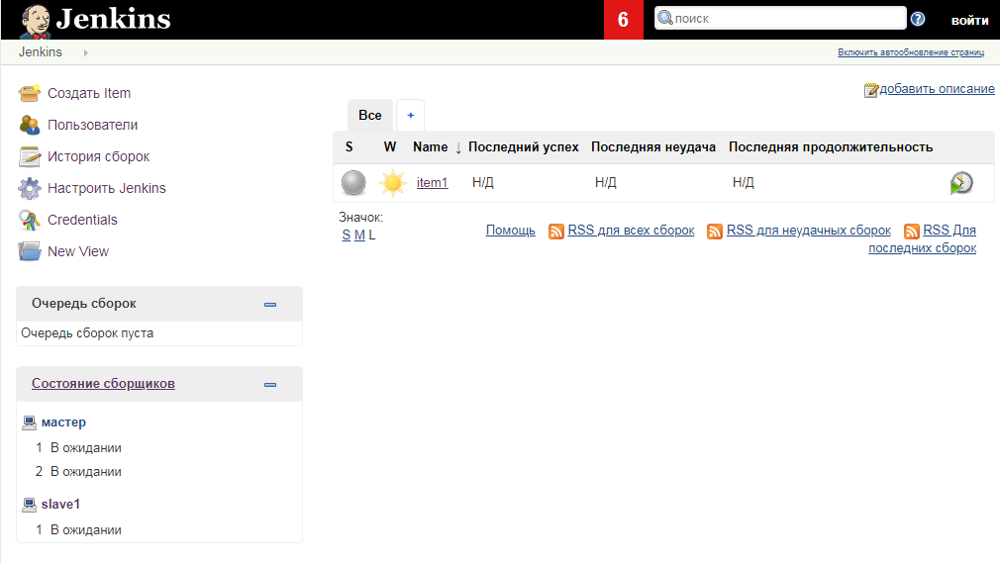 Jenkins
6
поиск
войти
Jenkins
Включить автообновление страниц
Создать Item
Пользователи
История сборок
Настроить Jenkins
Credentials
New View
добавить описание
Все +
S W Name ↓ Последний успех Последняя неудача Последняя продолжительность
item1 Н/Д Н/Д Н/Д
Значок:
S M L
Помощь RSS для всех сборок RSS для неудачных сборок RSS Для
последних сборок
Очередь сборок
Очередь сборок пуста
Состояние сборщиков
мастер
1 В ожидании
2 В ожидании
slave1
1 В ожидании